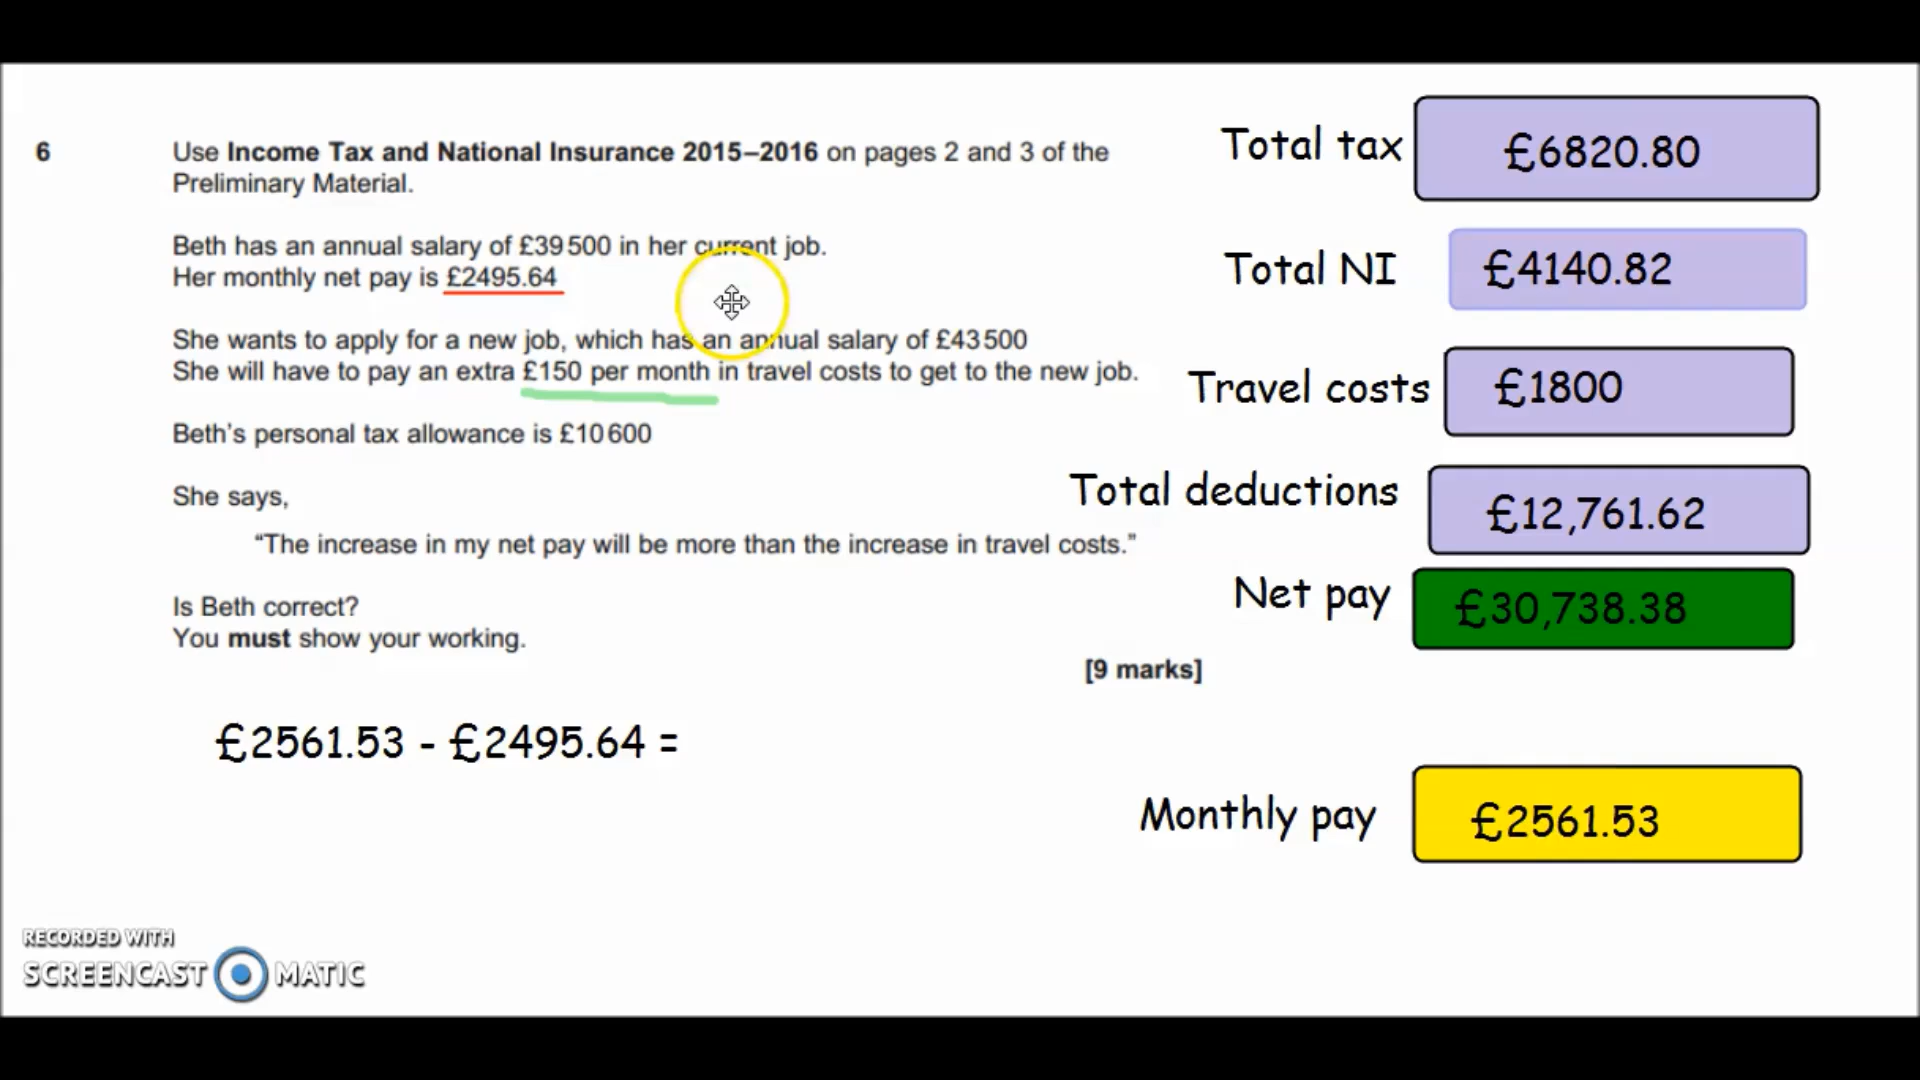 6
Use Income Tax and National Insurance 2015–2016 on pages 2 and 3 of the
Preliminary Material.
Beth has an annual salary of £39 500 in her current job.
Her monthly net pay is £2495.64
She wants to apply for a new job, which has an annual salary of £43 500
She will have to pay an extra £150 per month in travel costs to get to the new job.
Beth's personal tax allowance is £10 600
She says,
“The increase in my net pay will be more than the increase in travel costs.”
Is Beth correct?
You must show your working.
[9 marks]
£2561.53 - £2495.64 =
Total tax £6820.80
Total NI £4140.82
Travel costs £1800
Total deductions £12,761.62
Net pay £30,738.38
Monthly pay £2561.53
RECORDED WITH
SCREENCAST MATIC